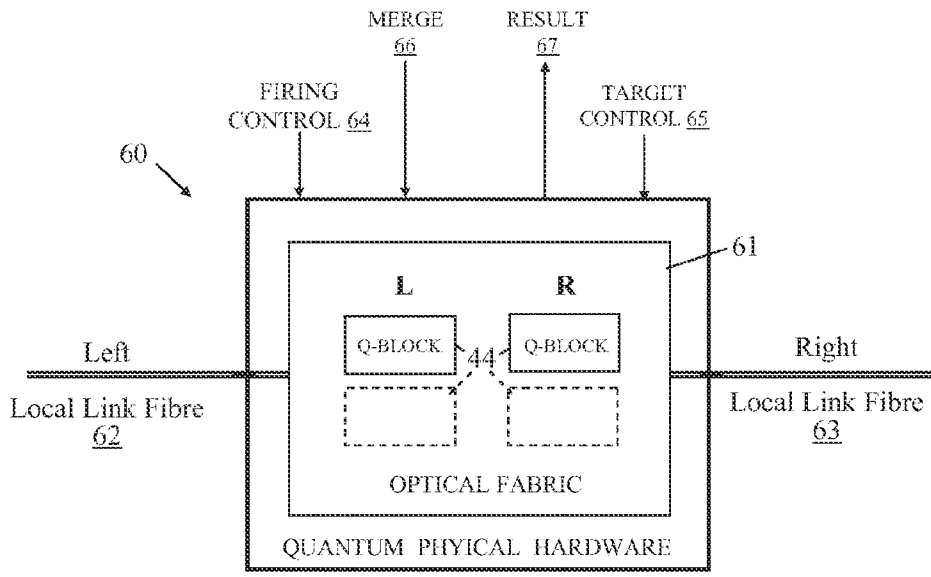 MERGE
66
RESULT
67
FIRING
CONTROL 64
TARGET
CONTROL 65
60
61
L
R
Q-BLOCK
44
Q-BLOCK
Left
Right
Local Link Fibre
62
Local Link Fibre
63
OPTICAL FABRIC
QUANTUM PHYICAL HARDWARE